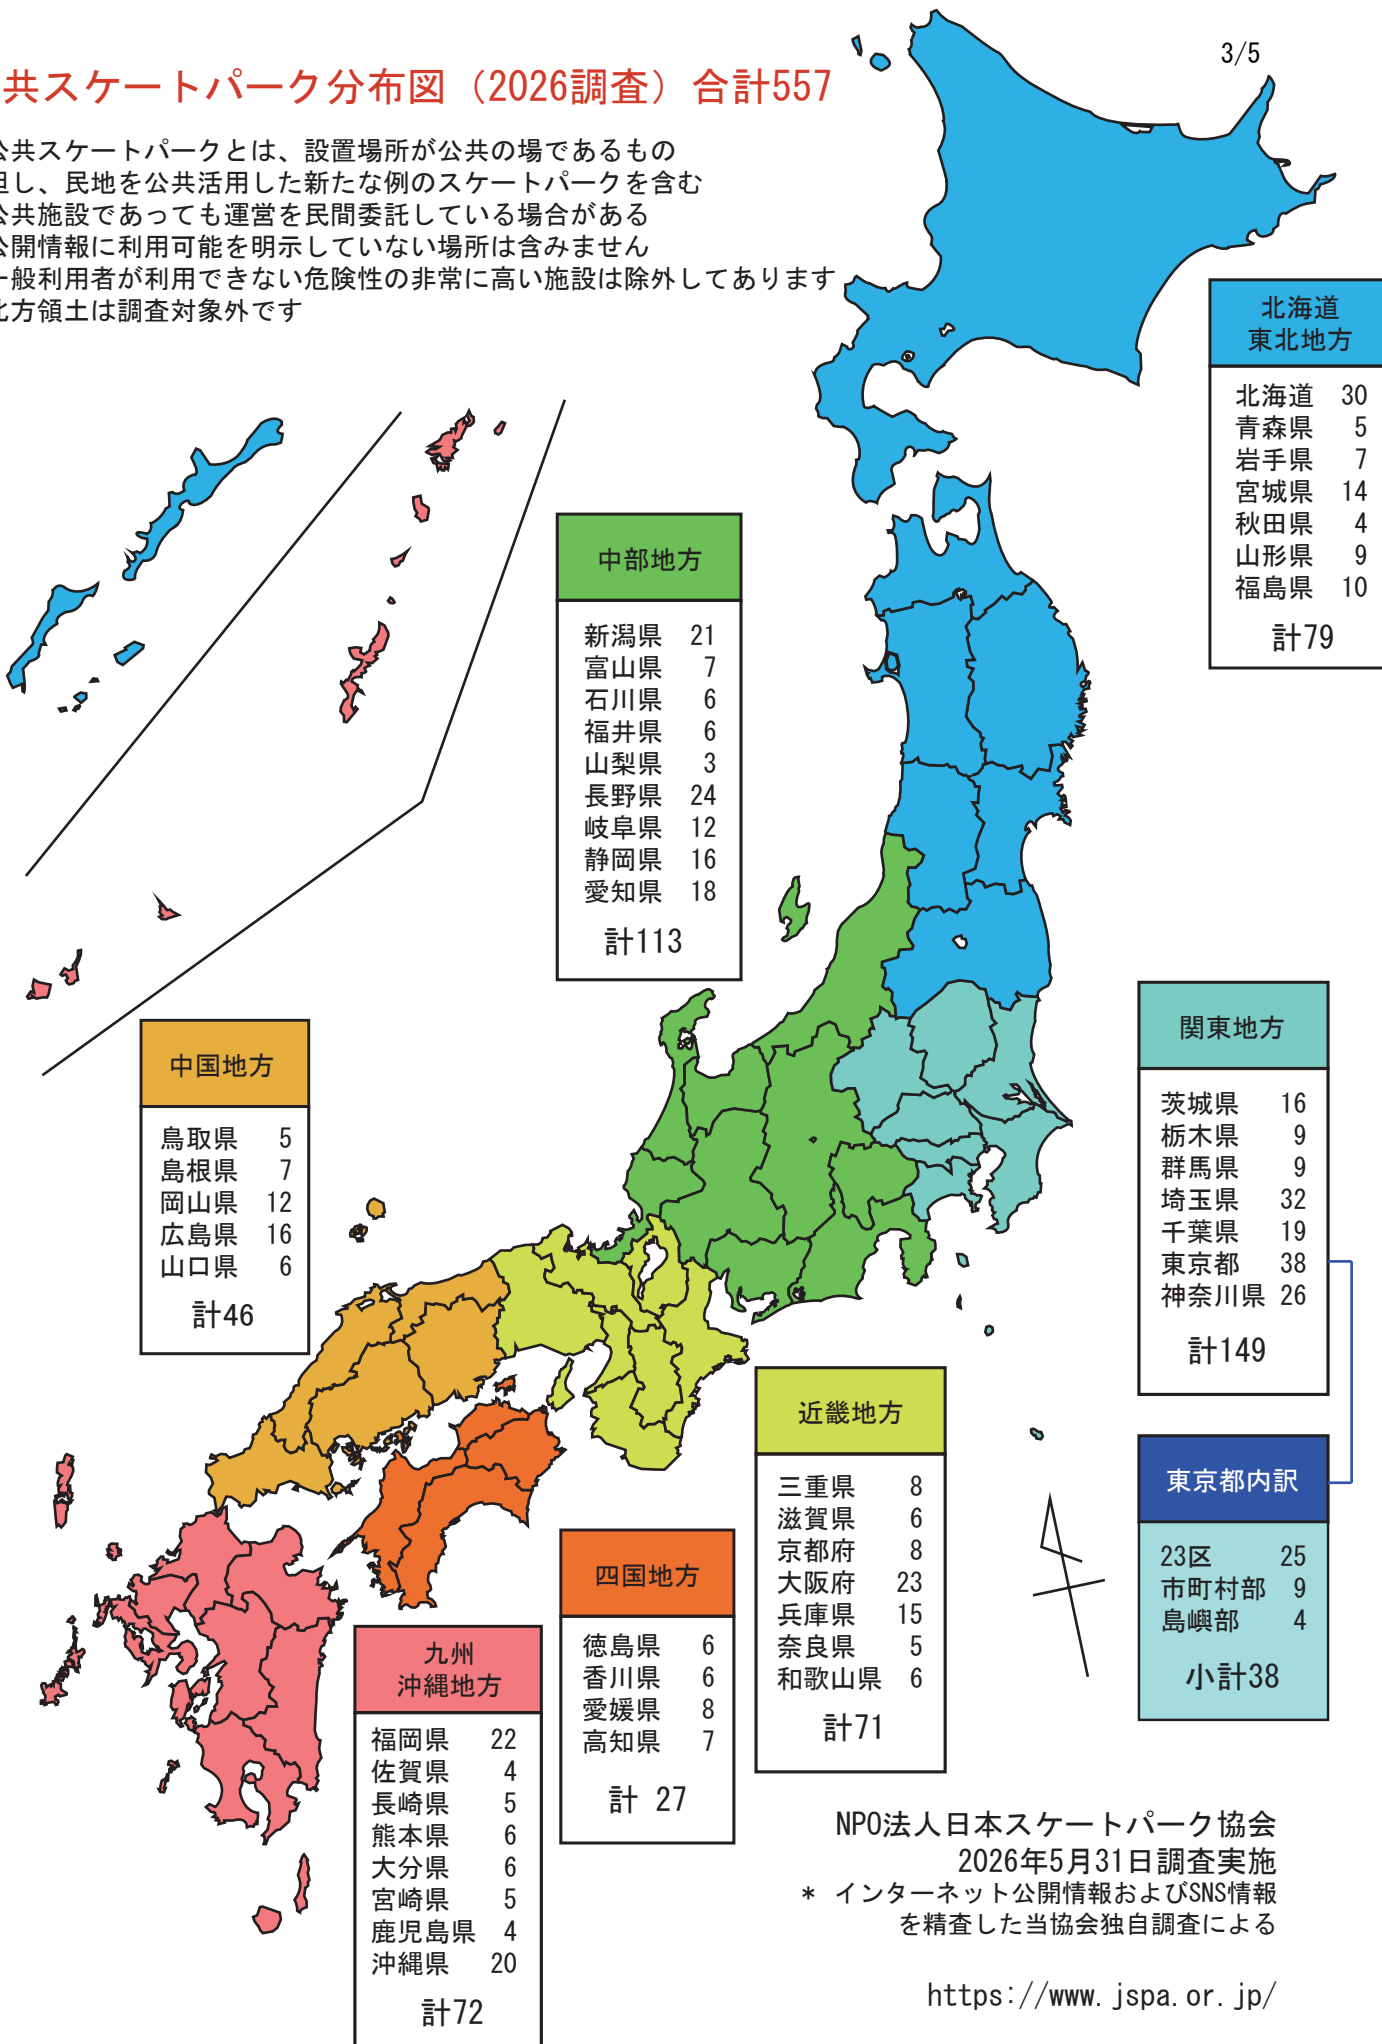 共スケートパーク分布図（2026調査）合計557
3/5
公共スケートパークとは、設置場所が公共の場であるもの
但し、民地を公共活用した新たな例のスケートパークを含む
公共施設であっても運営を民間委託している場合がある
公開情報に利用可能を明示していない場所は含みません
一般利用者が利用できない危険性の非常に高い施設は除外してあります
北方領土は調査対象外です
北海道
東北地方
北海道 30
青森県 5
岩手県 7
宮城県 14
秋田県 4
山形県 9
福島県 10
計79
中部地方
新潟県 21
富山県 7
石川県 6
福井県 6
山梨県 3
長野県 24
岐阜県 12
静岡県 16
愛知県 18
計113
関東地方
茨城県 16
栃木県 9
群馬県 9
埼玉県 32
千葉県 19
東京都 38
神奈川県 26
計149
中国地方
鳥取県 5
島根県 7
岡山県 12
広島県 16
山口県 6
計46
近畿地方
三重県 8
滋賀県 6
京都府 8
大阪府 23
兵庫県 15
奈良県 5
和歌山県 6
計71
東京都内訳
23区 25
市町村部 9
島嶼部 4
小計38
四国地方
徳島県 6
香川県 6
愛媛県 8
高知県 7
計 27
九州
沖縄地方
福岡県 22
佐賀県 4
長崎県 5
熊本県 6
大分県 6
宮崎県 5
鹿児島県 4
沖縄県 20
計72
NPO法人日本スケートパーク協会
2026年5月31日調査実施
* インターネット公開情報およびSNS情報
を精査した当協会独自調査による
https://www.jspa.or.jp/